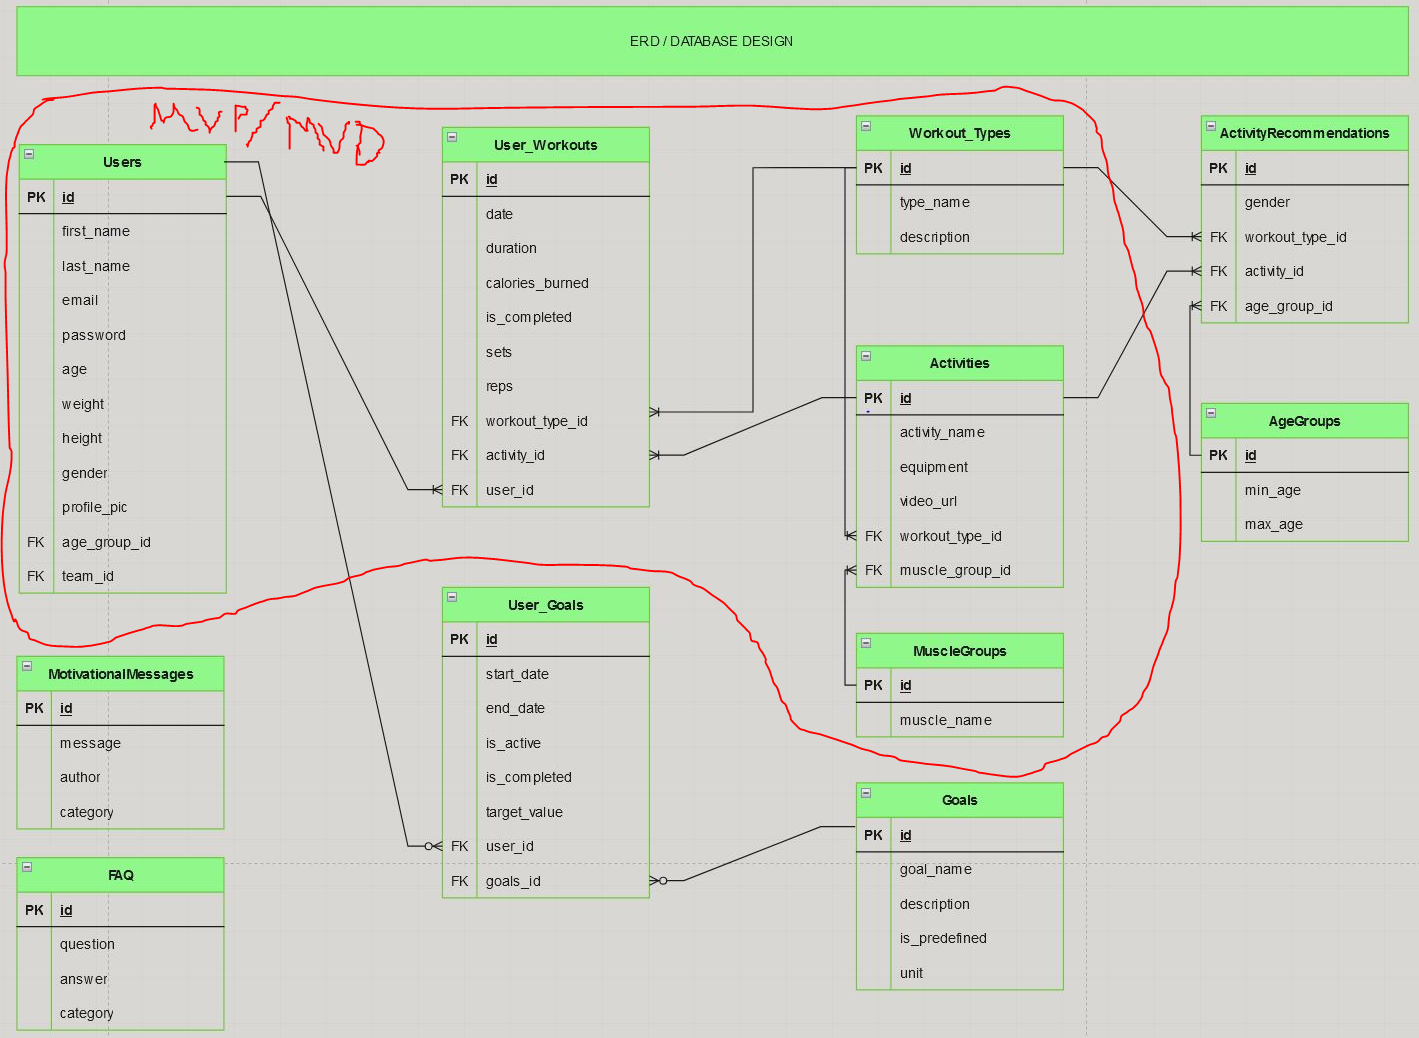 ERD / DATABASE DESIGN
MVP/MVD
Users
PK id
first_name
last_name
email
password
age
weight
height
gender
profile_pic
FK age_group_id
FK team_id
User_Workouts
PK id
date
duration
calories_burned
is_completed
sets
reps
FK workout_type_id
FK activity_id
FK user_id
Workout_Types
PK id
type_name
description
ActivityRecommendations
PK id
gender
FK workout_type_id
FK activity_id
FK age_group_id
Activities
PK id
activity_name
equipment
video_url
FK workout_type_id
FK muscle_group_id
AgeGroups
PK id
min_age
max_age
User_Goals
PK id
start_date
end_date
is_active
is_completed
target_value
FK user_id
FK goals_id
MuscleGroups
PK id
muscle_name
MotivationalMessages
PK id
message
author
category
Goals
PK id
goal_name
description
is_predefined
unit
FAQ
PK id
question
answer
category